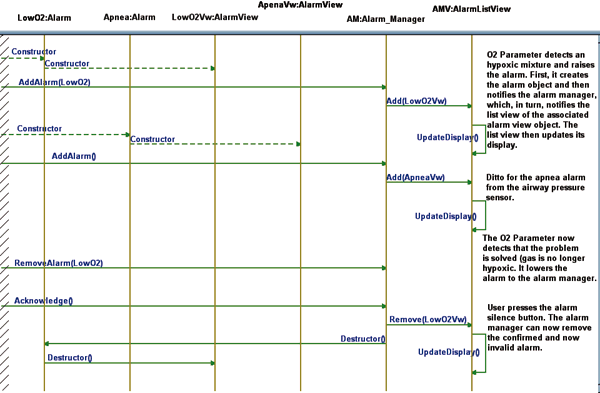 ApenaVw:AlarmView
LowO2:Alarm Apnea:Alarm LowO2Vw:AlarmView AM:Alarm_Manager AMV:AlarmListView
Constructor
Constructor
AddAlarm(LowO2)
Add(LowO2Vw)
UpdateDisplay()
O2 Parameter detects an
hypoxic mixture and raises
the alarm. First, it creates
the alarm object and then
notifies the alarm manager,
which, in turn, notifies the
list view of the associated
alarm view object. The
list view then updates its
display.
Constructor
Constructor
AddAlarm()
Add(ApneaVw)
UpdateDisplay()
Ditto for the apnea alarm
from the airway pressure
sensor.
The O2 Parameter now
detects that the problem
is solved (gas is no longer
hypoxic. It lowers the
alarm to the alarm manager.
RemoveAlarm(LowO2)
Acknowledge()
Remove(LowO2Vw)
Destructor()
UpdateDisplay()
Destructor()
User presses the alarm
silence button. The alarm
manager can now remove
the confirmed and now
invalid alarm.